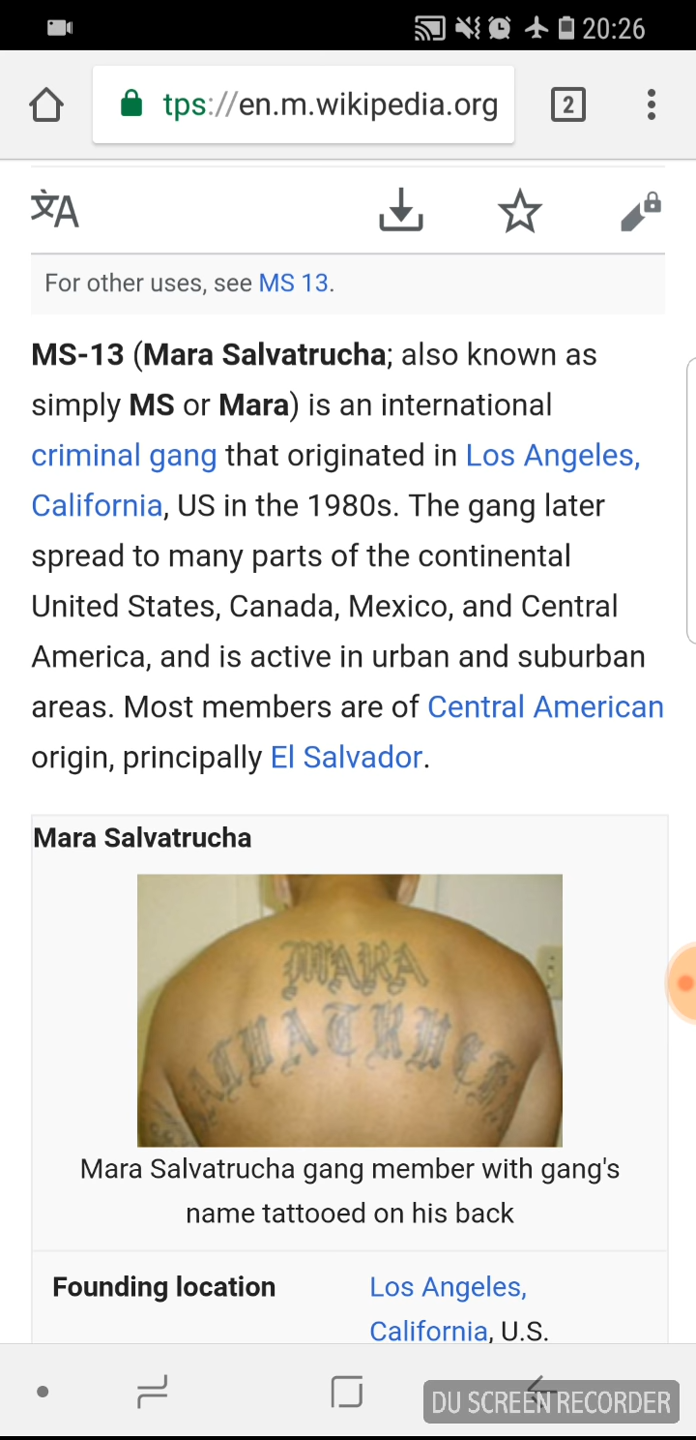 20:26
tps://en.m.wikipedia.org
2
文A
For other uses, see MS 13.
MS-13 (Mara Salvatrucha; also known as
simply MS or Mara) is an international
criminal gang that originated in Los Angeles,
California, US in the 1980s. The gang later
spread to many parts of the continental
United States, Canada, Mexico, and Central
America, and is active in urban and suburban
areas. Most members are of Central American
origin, principally El Salvador.
Mara Salvatrucha
MARA
Mara Salvatrucha gang member with gang's
name tattooed on his back
Founding location
Los Angeles,
California, U.S.
DU SCREEN RECORDER